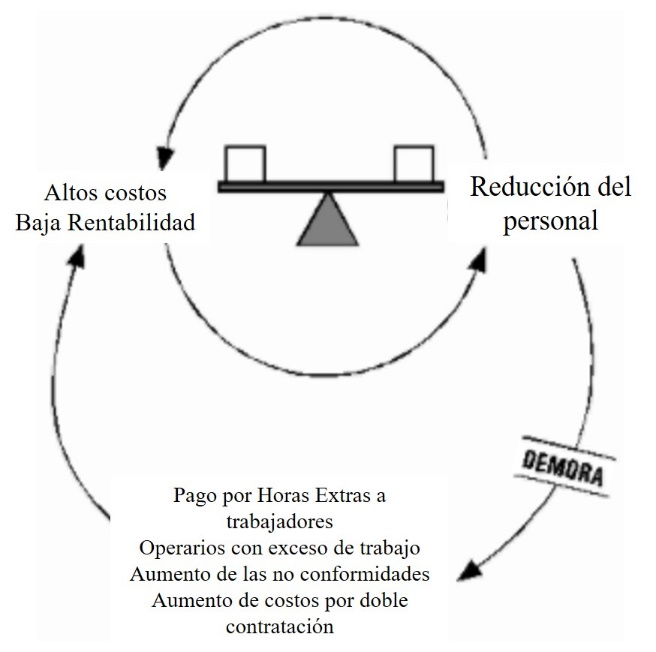 Altos costos
Baja Rentabilidad
Reducción del
personal
DEMORA
Pago por Horas Extras a
trabajadores
Operarios con exceso de trabajo
Aumento de las no conformidades
Aumento de costos por doble
contratación